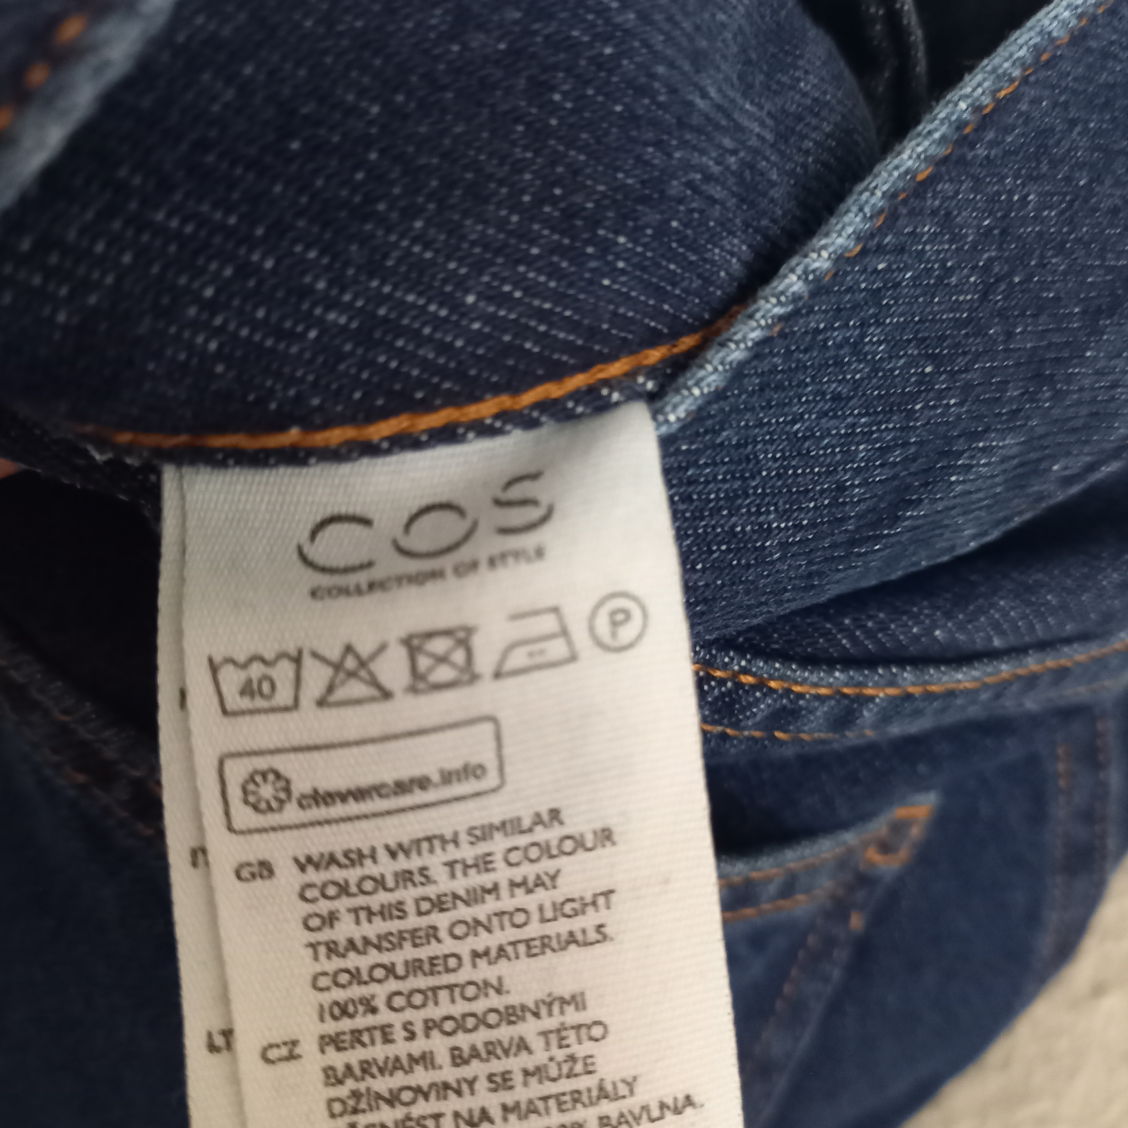 COS
COLLECTION OF STYLE
40
P
clevercare.info
GB WASH WITH SIMILAR
COLOURS. THE COLOUR
OF THIS DENIM MAY
TRANSFER ONTO LIGHT
COLOURED MATERIALS.
100% COTTON.
CZ PERTE S PODOBNÝMI
BARVAMI. BARVA TÉTO
DŽÍNOVINY SE MŮŽE
NA MATERIÁLY
BAVLNA.
LT